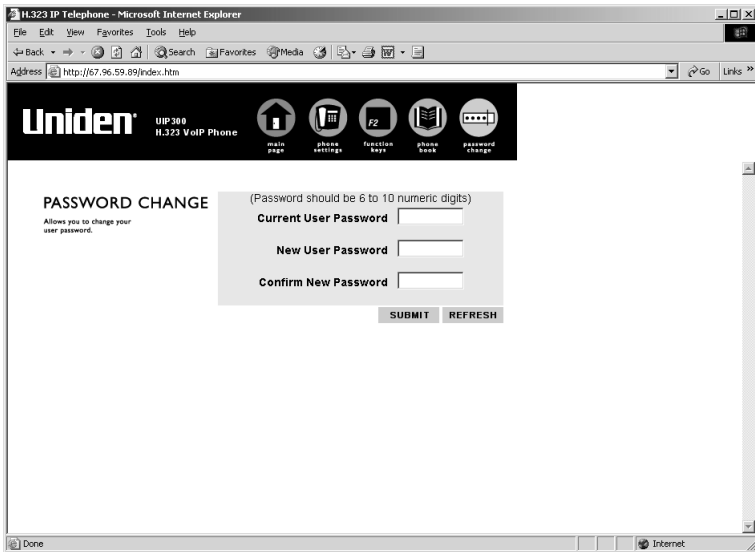 H.323 IP Telephone - Microsoft Internet Explorer
File Edit View Favorites Tools Help
Back Search Favorites Media
Address http://67.96.59.89/index.htm Go Links »
Uniden® UIP300
H.323 VoIP Phone
main page
phone settings
F2
function keys
phone book
password change
PASSWORD CHANGE
Allows you to change your
user password.
(Password should be 6 to 10 numeric digits)
Current User Password
New User Password
Confirm New Password
SUBMIT REFRESH
Done Internet